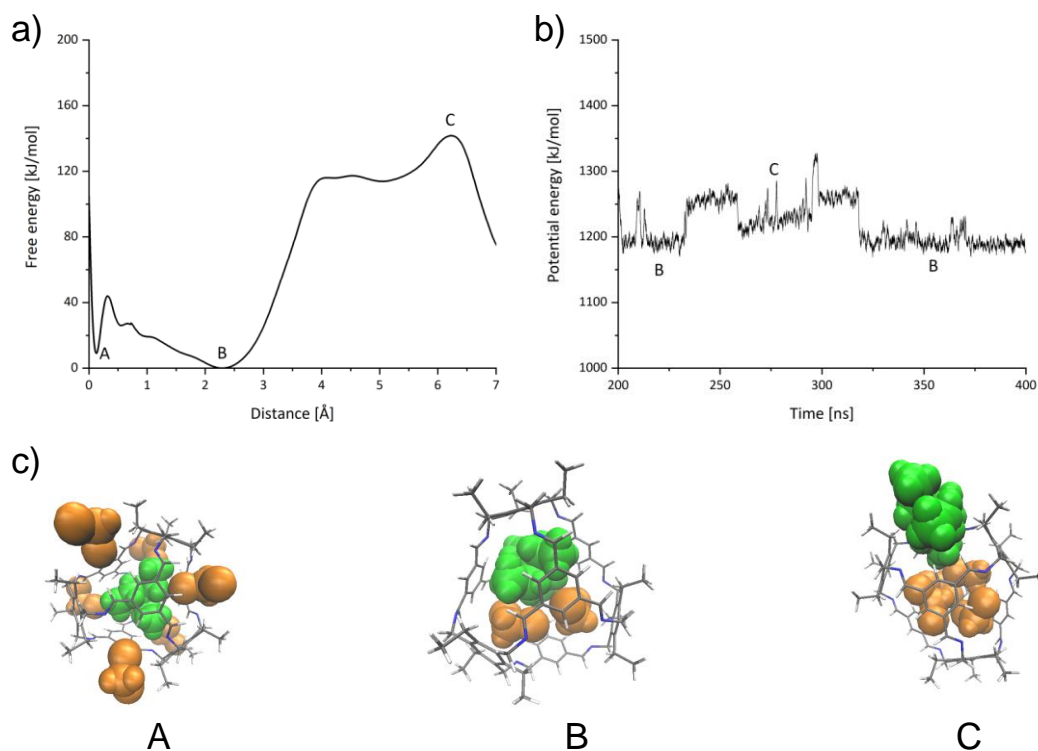 a)
b)
200
160
120
80
40
0
Free energy [kJ/mol]
A
B
C
0 1 2 3 4 5 6 7
Distance [Å]
1500
1400
1300
1200
1100
1000
Potential energy [kJ/mol]
B
C
B
200 250 300 350 400
Time [ns]
c)
A B C